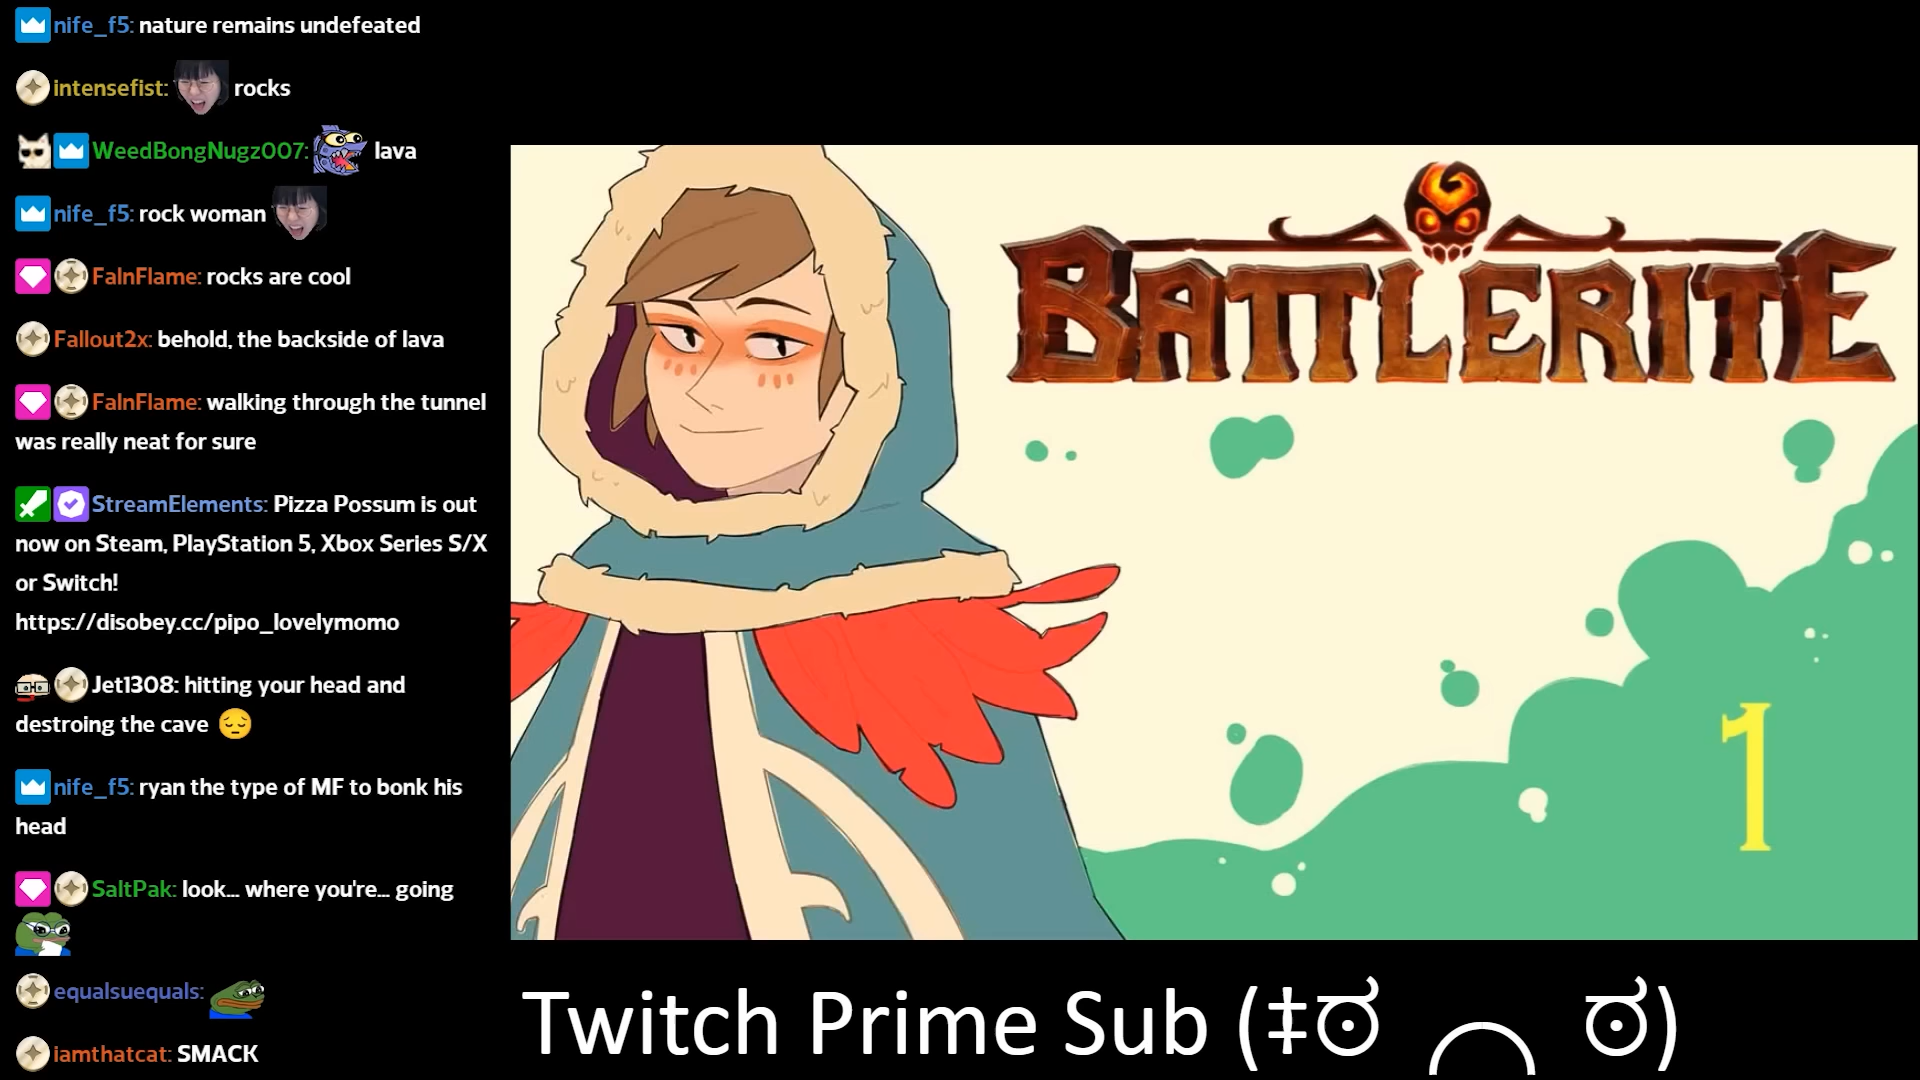 nife_f5: nature remains undefeated
intensefist: rocks
WeedBongNugz007: lava
nife_f5: rock woman
FalnFlame: rocks are cool
Fallout2x: behold, the backside of lava
FalnFlame: walking through the tunnel
was really neat for sure
StreamElements: Pizza Possum is out
now on Steam, PlayStation 5, Xbox Series S/X
or Switch!
https://disobey.cc/pipo_lovelymomo
Jet1308: hitting your head and
destroing the cave 😔
nife_f5: ryan the type of MF to bonk his
head
SaltPak: look... where you're... going
equalsuequals:
iamthatcat: SMACK
BATTLERITE
1
Twitch Prime Sub (‡ಠ ⌒ ಠ)